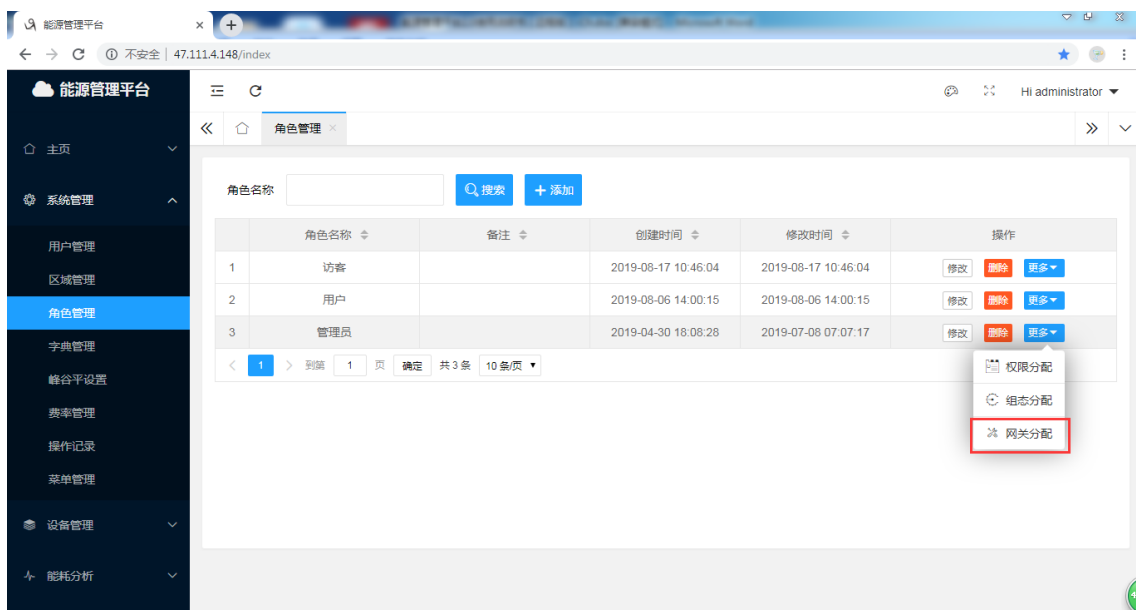 能源管理平台
不安全 | 47.111.4.148/index
能源管理平台
Hi administrator
角色管理
主页
系统管理
用户管理
区域管理
角色管理
字典管理
峰谷平设置
费率管理
操作记录
菜单管理
设备管理
能耗分析
角色名称 搜索 添加
角色名称 备注 创建时间 修改时间 操作
1 访客 2019-08-17 10:46:04 2019-08-17 10:46:04 修改 删除 更多
2 用户 2019-08-06 14:00:15 2019-08-06 14:00:15 修改 删除 更多
3 管理员 2019-04-30 18:08:28 2019-07-08 07:07:17 修改 删除 更多
1 到第 1 页 确定 共 3 条 10 条/页
权限分配
组态分配
网关分配